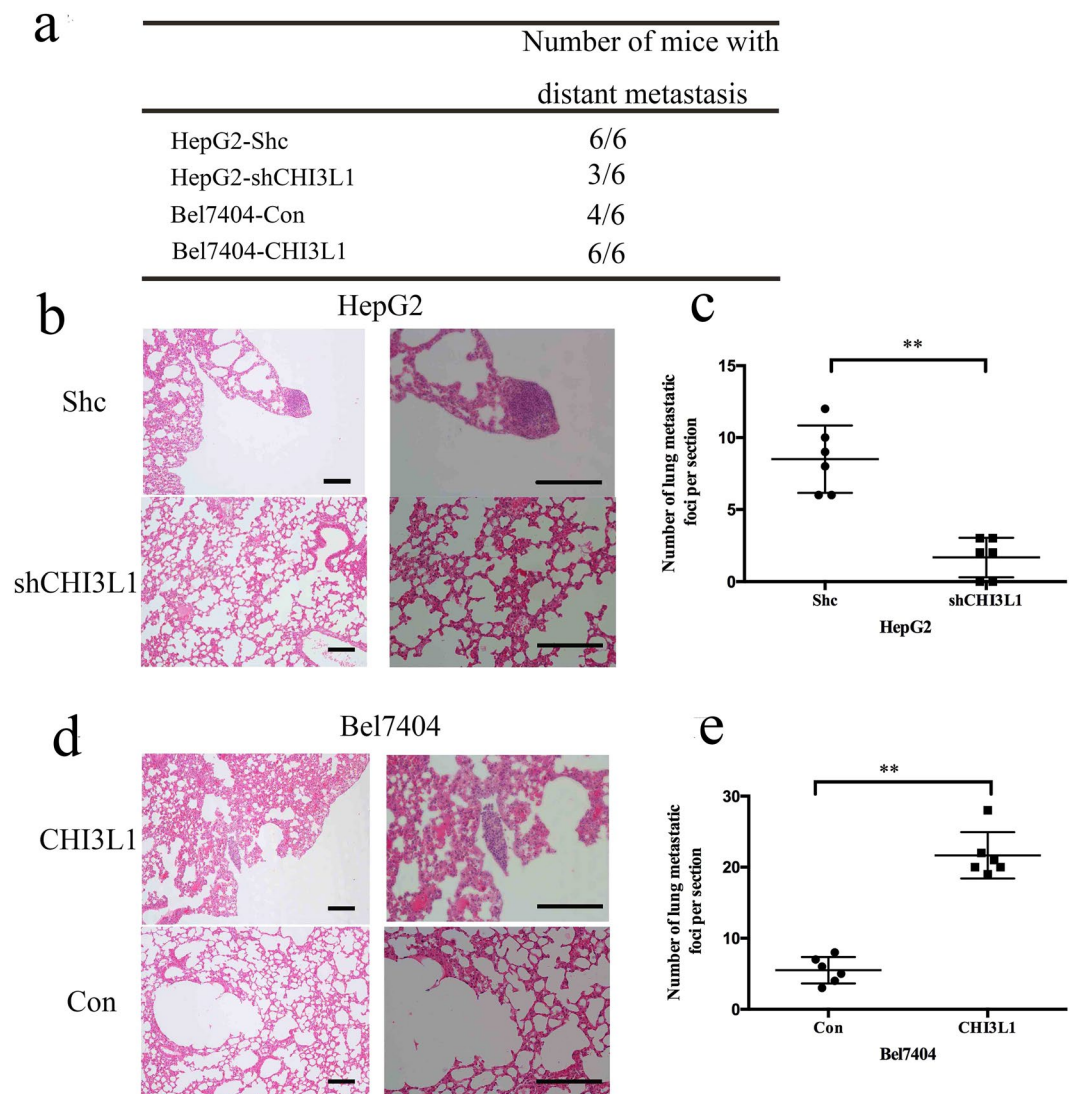 a
Number of mice with
distant metastasis
HepG2-Shc 6/6
HepG2-shCHI3L1 3/6
Bel7404-Con 4/6
Bel7404-CHI3L1 6/6
b
HepG2
Shc
shCHI3L1
c
**
Number of lung metastatic
foci per section
15
10
5
0
Shc shCHI3L1
HepG2
d
Bel7404
CHI3L1
Con
e
**
Number of lung metastatic
foci per section
30
20
10
0
Con CHI3L1
Bel7404